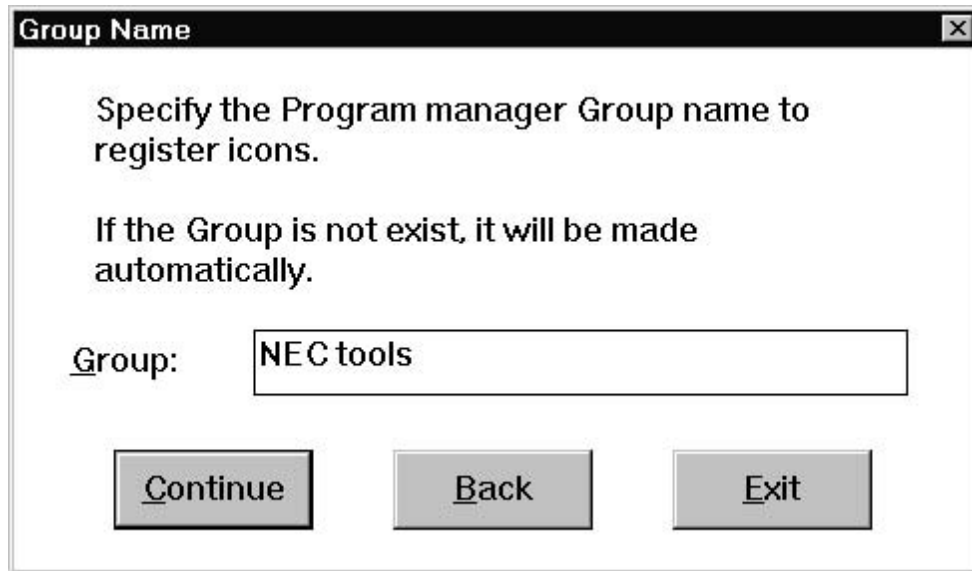 Group Name
Specify the Program manager Group name to
register icons.
If the Group is not exist, it will be made
automatically.
Group: NEC tools
Continue Back Exit